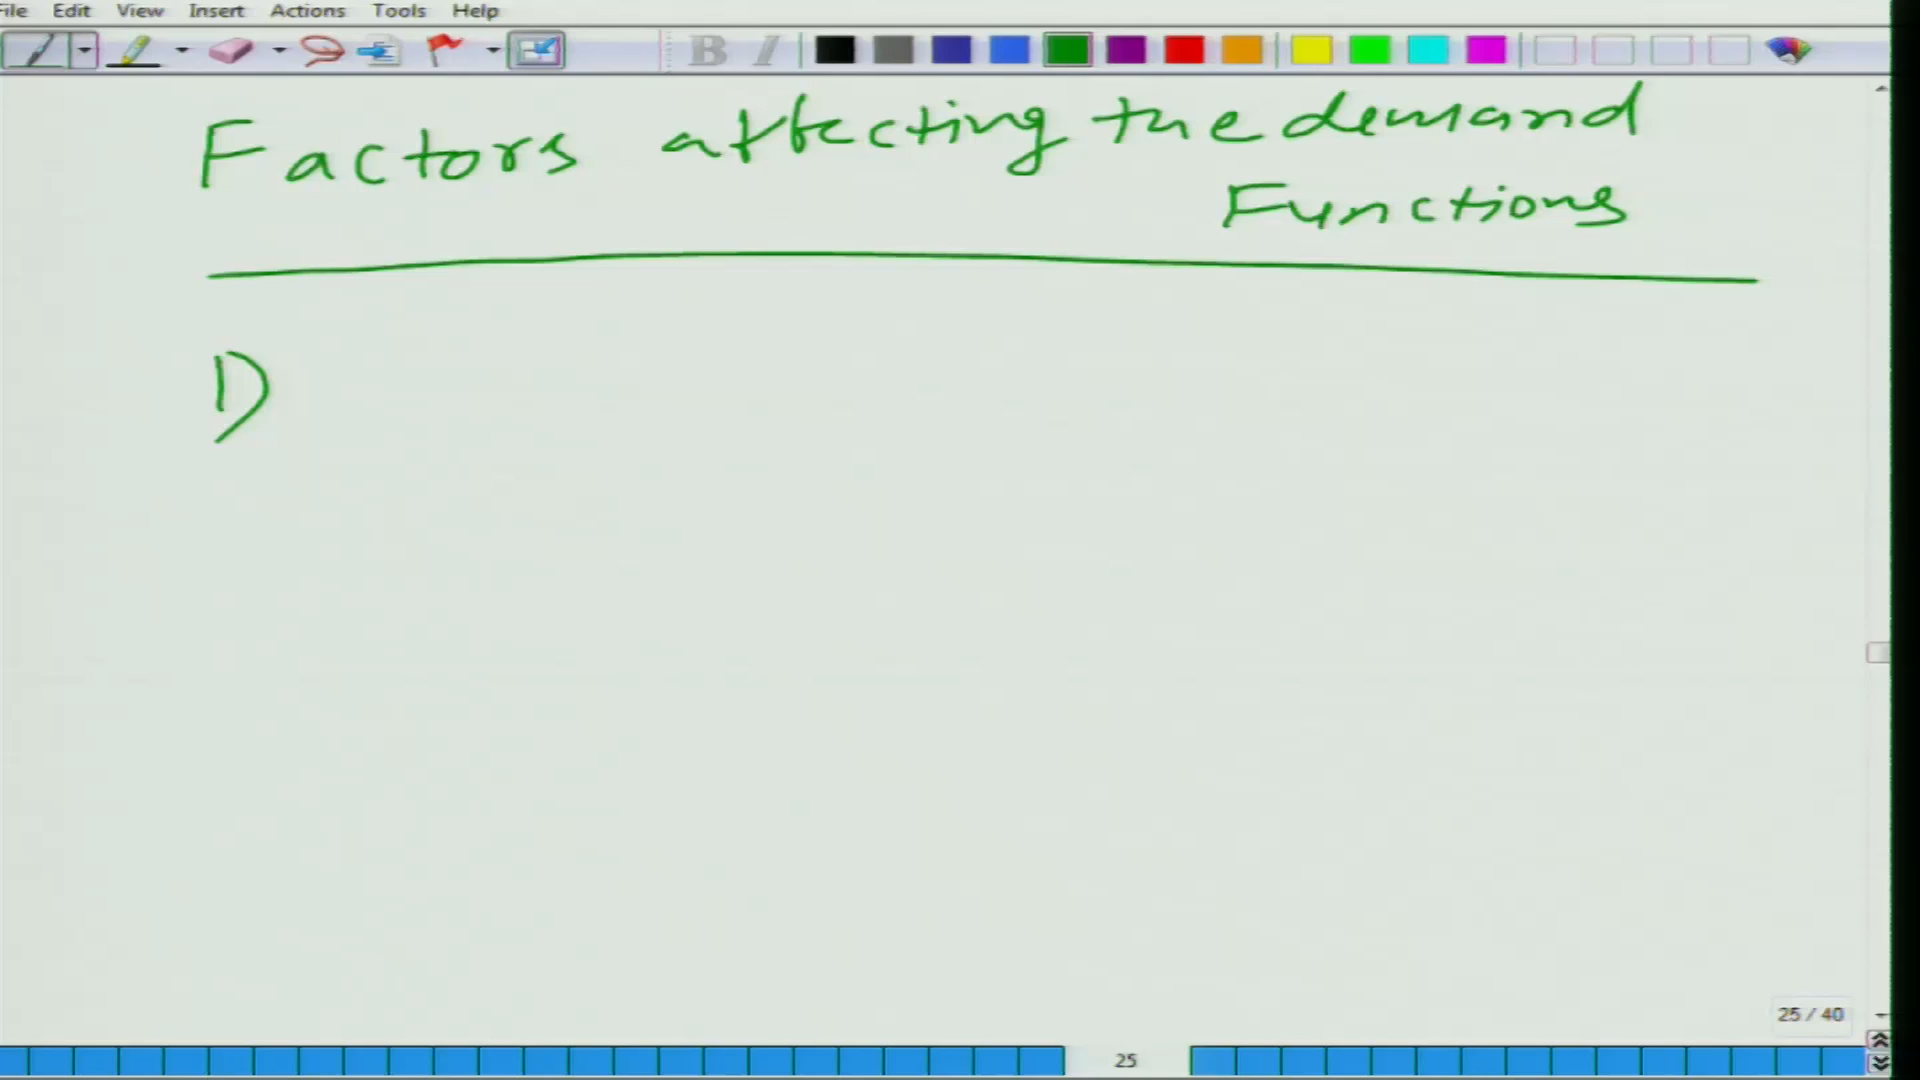 File Edit View Insert Actions Tools Help
B I
Factors affecting the demand
Functions
1)
25 / 40
25